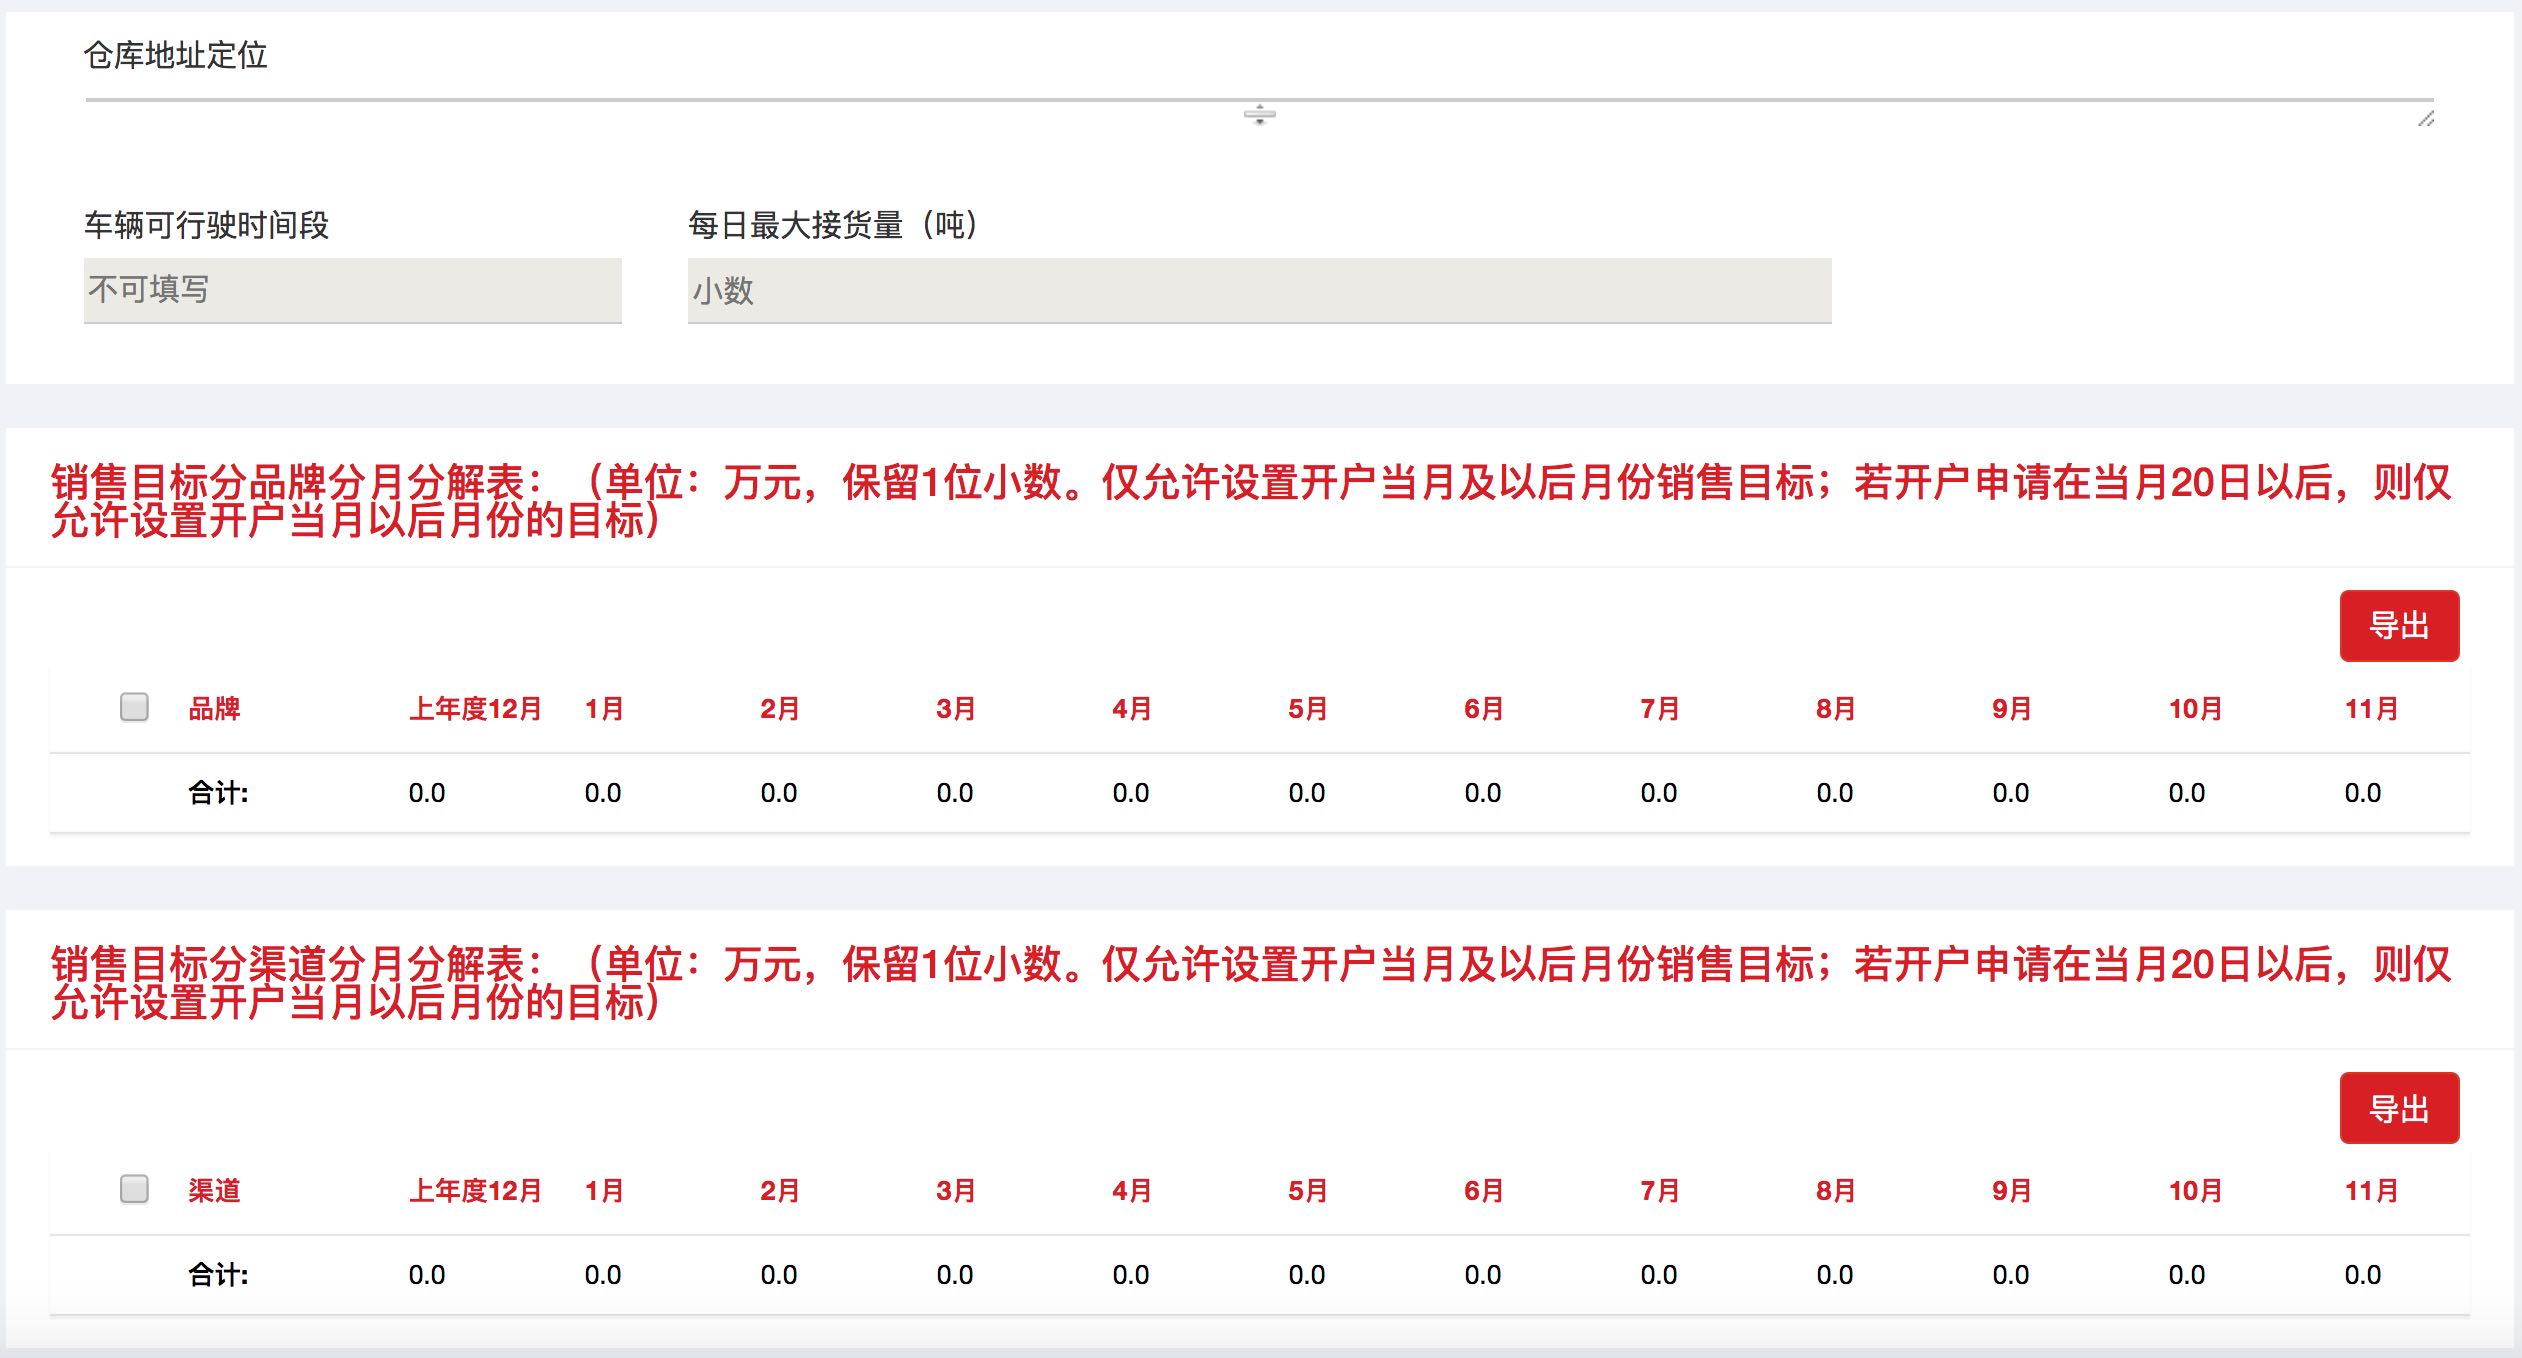 仓库地址定位
车辆可行驶时间段 每日最大接货量（吨）
不可填写 小数
销售目标分品牌分月分解表：（单位：万元，保留1位小数。仅允许设置开户当月及以后月份销售目标；若开户申请在当月20日以后，则仅
允许设置开户当月以后月份的目标）
导出
品牌 上年度12月 1月 2月 3月 4月 5月 6月 7月 8月 9月 10月 11月
合计: 0.0 0.0 0.0 0.0 0.0 0.0 0.0 0.0 0.0 0.0 0.0 0.0
销售目标分渠道分月分解表：（单位：万元，保留1位小数。仅允许设置开户当月及以后月份销售目标；若开户申请在当月20日以后，则仅
允许设置开户当月以后月份的目标）
导出
渠道 上年度12月 1月 2月 3月 4月 5月 6月 7月 8月 9月 10月 11月
合计: 0.0 0.0 0.0 0.0 0.0 0.0 0.0 0.0 0.0 0.0 0.0 0.0